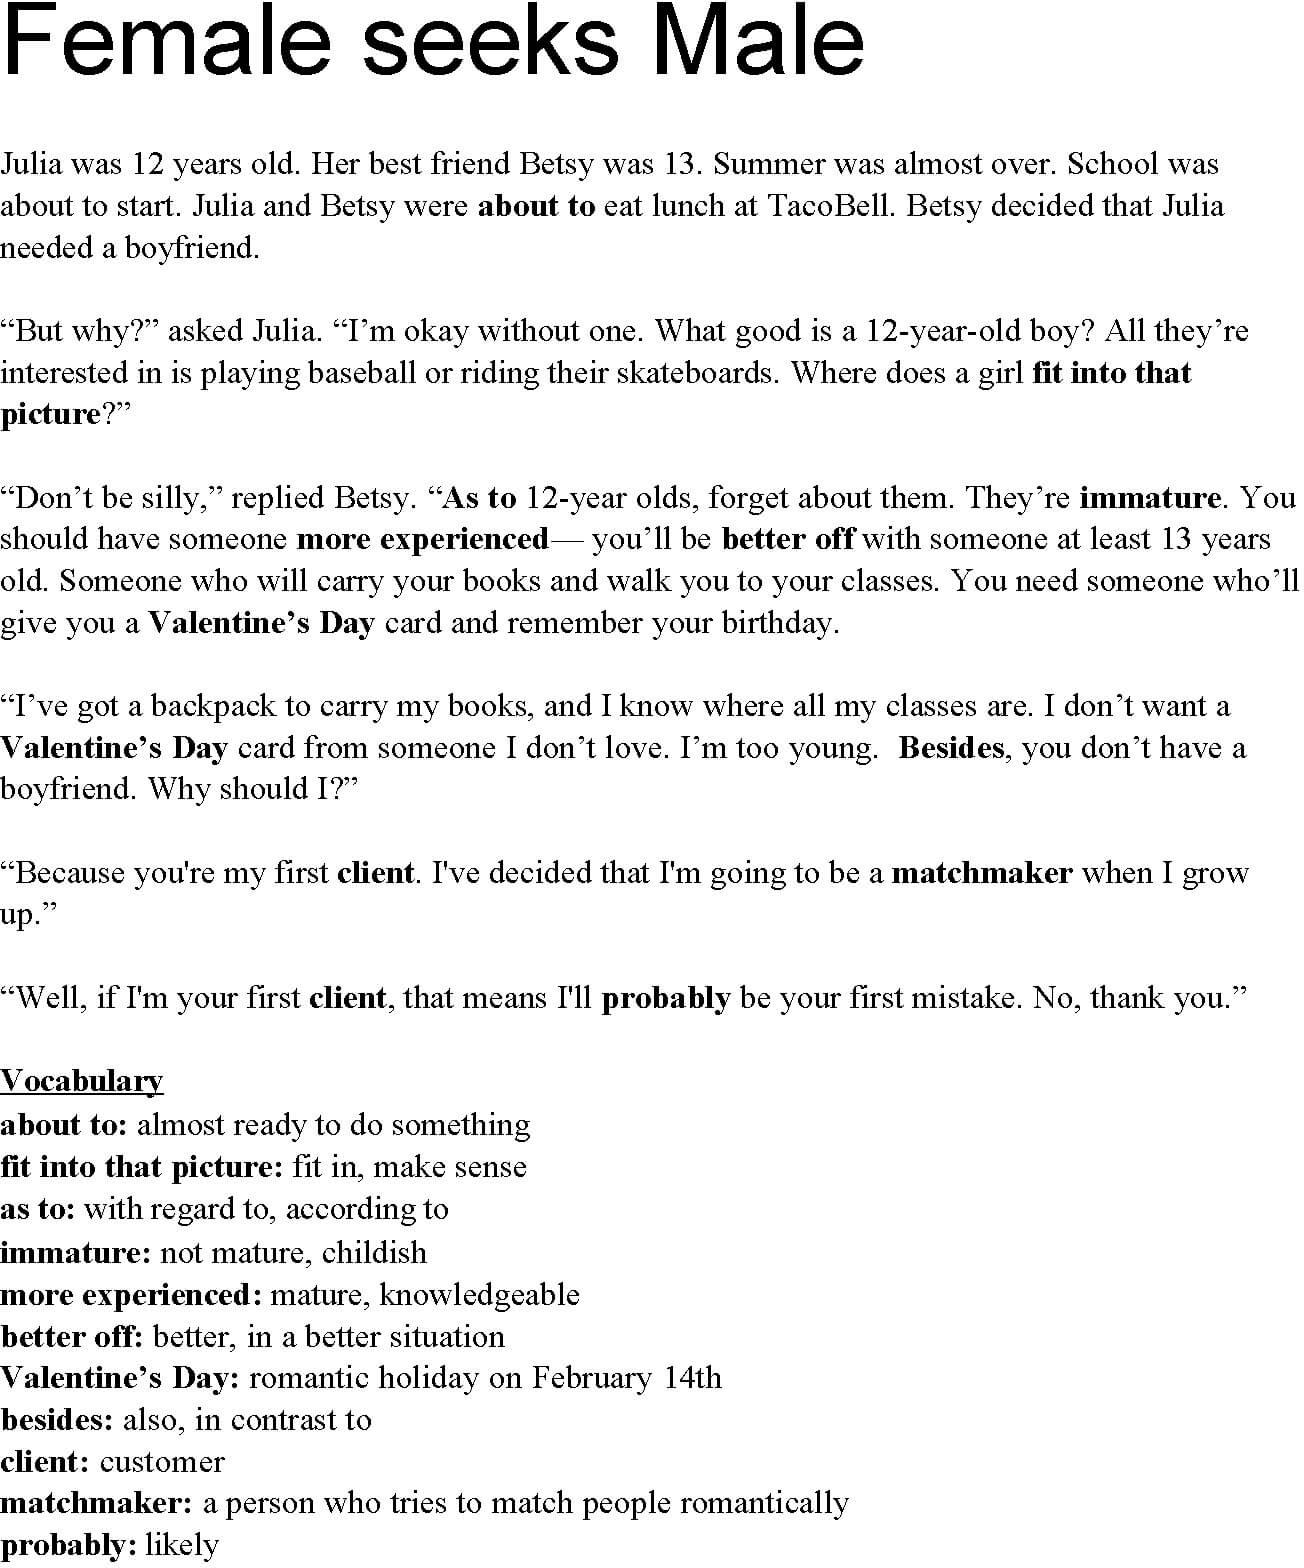 Female seeks Male
Julia was 12 years old. Her best friend Betsy was 13. Summer was almost over. School was
about to start. Julia and Betsy were about to eat lunch at TacoBell. Betsy decided that Julia
needed a boyfriend.
“But why?” asked Julia. “I’m okay without one. What good is a 12-year-old boy? All they’re
interested in is playing baseball or riding their skateboards. Where does a girl fit into that
picture?”
“Don’t be silly,” replied Betsy. “As to 12-year olds, forget about them. They’re immature. You
should have someone more experienced— you’ll be better off with someone at least 13 years
old. Someone who will carry your books and walk you to your classes. You need someone who’ll
give you a Valentine’s Day card and remember your birthday.
“I’ve got a backpack to carry my books, and I know where all my classes are. I don’t want a
Valentine’s Day card from someone I don’t love. I’m too young.  Besides, you don’t have a
boyfriend. Why should I?”
“Because you're my first client. I've decided that I'm going to be a matchmaker when I grow
up.”
“Well, if I'm your first client, that means I'll probably be your first mistake. No, thank you.”
Vocabulary
about to: almost ready to do something
fit into that picture: fit in, make sense
as to: with regard to, according to
immature: not mature, childish
more experienced: mature, knowledgeable
better off: better, in a better situation
Valentine’s Day: romantic holiday on February 14th
besides: also, in contrast to
client: customer
matchmaker: a person who tries to match people romantically
probably: likely